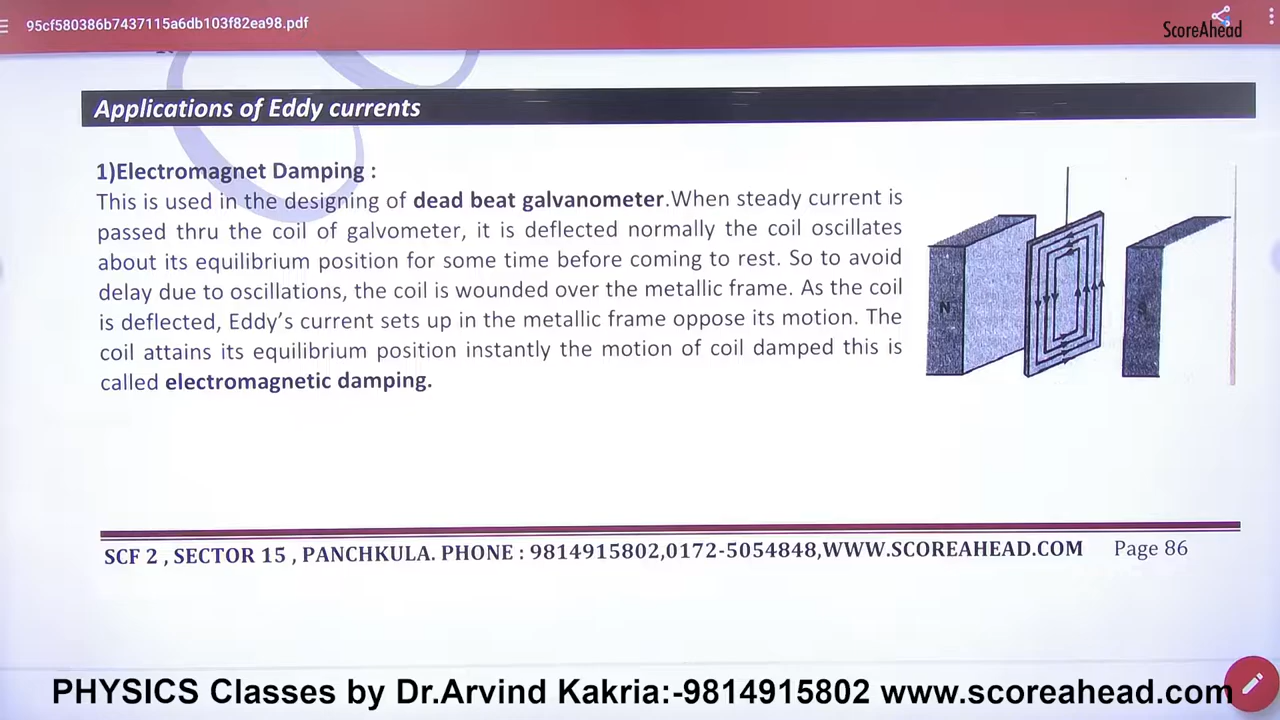 95cf580386b7437115a6db103f82ea98.pdf
ScoreAhead
Applications of Eddy currents
1)Electromagnet Damping :
This is used in the designing of dead beat galvanometer.When steady current is
passed thru the coil of galvometer, it is deflected normally the coil oscillates
about its equilibrium position for some time before coming to rest. So to avoid
delay due to oscillations, the coil is wounded over the metallic frame. As the coil
is deflected, Eddy's current sets up in the metallic frame oppose its motion. The
coil attains its equilibrium position instantly the motion of coil damped this is
called electromagnetic damping.
N
SCF 2 , SECTOR 15 , PANCHKULA. PHONE : 9814915802,0172-5054848,WWW.SCOREAHEAD.COM Page 86
PHYSICS Classes by Dr.Arvind Kakria:-9814915802 www.scoreahead.com